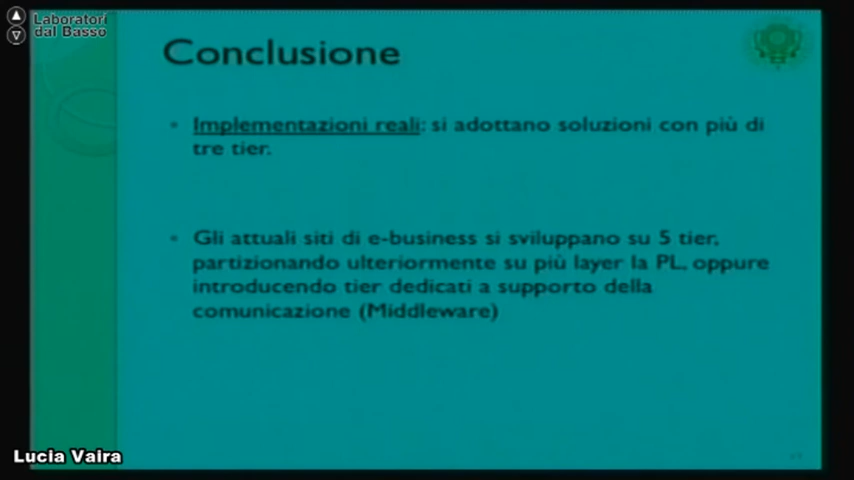 Laboratori
dal Basso
Conclusione
• Implementazioni reali: si adottano soluzioni con più di
tre tier.
• Gli attuali siti di e-business si sviluppano su 5 tier,
partizionando ulteriormente su più layer la PL, oppure
introducendo tier dedicati a supporto della
comunicazione (Middleware)
Lucia Vaira